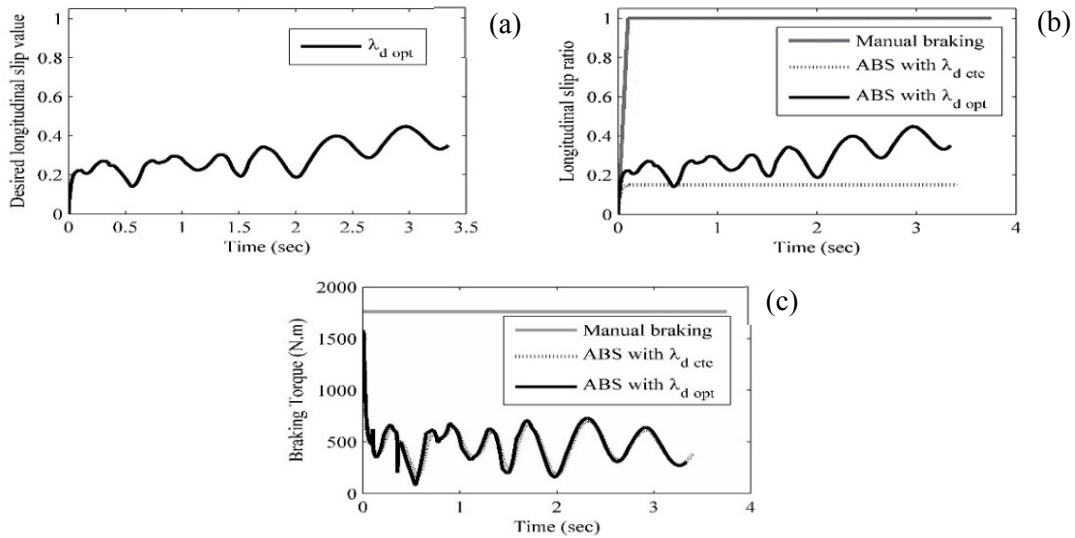 (a)
Desired longitudinal slip value
1
0.8
0.6
0.4
0.2
0
λd opt
0 0.5 1 1.5 2 2.5 3 3.5
Time (sec)
(b)
Longitudinal slip ratio
1
0.8
0.6
0.4
0.2
0
Manual braking
ABS with λd cte
ABS with λd opt
0 1 2 3 4
Time (sec)
(c)
Braking Torque (N.m)
2000
1500
1000
500
0
Manual braking
ABS with λd cte
ABS with λd opt
0 1 2 3 4
Time (sec)